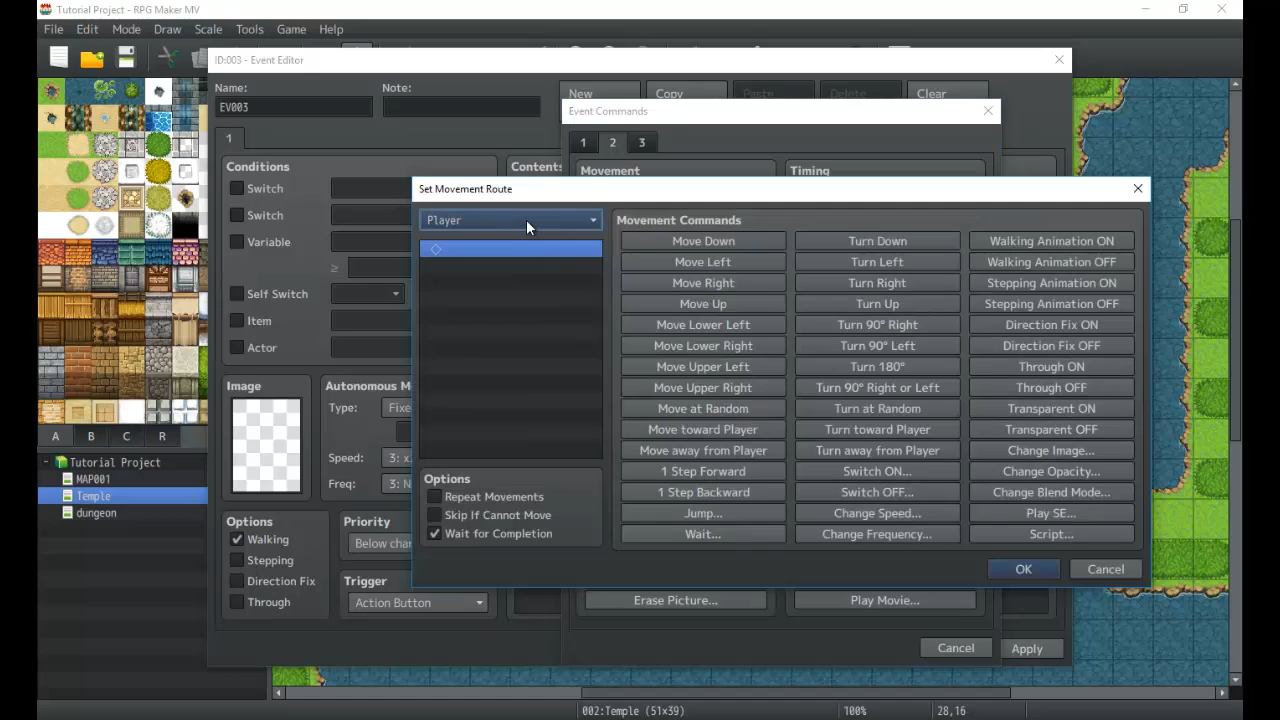 Tutorial Project - RPG Maker MV
File Edit Mode Draw Scale Tools Game Help
ID:003 - Event Editor
Name: Note:
EV003
New Copy Paste Delete Clear
Event Commands
1
1 2 3
Conditions
Contents
Movement Timing
Switch
Switch
Variable
≥
Self Switch
Item
Actor
Image
Autonomous M
Type: Fixe
Speed: 3: x
Freq: 3: N
Options
Walking
Stepping
Direction Fix
Through
Priority
Below char
Trigger
Action Button
Set Movement Route
Player
Options
Repeat Movements
Skip If Cannot Move
Wait for Completion
Movement Commands
Move Down Turn Down Walking Animation ON
Move Left Turn Left Walking Animation OFF
Move Right Turn Right Stepping Animation ON
Move Up Turn Up Stepping Animation OFF
Move Lower Left Turn 90° Right Direction Fix ON
Move Lower Right Turn 90° Left Direction Fix OFF
Move Upper Left Turn 180° Through ON
Move Upper Right Turn 90° Right or Left Through OFF
Move at Random Turn at Random Transparent ON
Move toward Player Turn toward Player Transparent OFF
Move away from Player Turn away from Player Change Image...
1 Step Forward Switch ON... Change Opacity...
1 Step Backward Switch OFF... Change Blend Mode...
Jump... Change Speed... Play SE...
Wait... Change Frequency... Script...
OK Cancel
Erase Picture... Play Movie...
Cancel Apply
A B C R
Tutorial Project
MAP001
Temple
dungeon
002:Temple (51x39) 100% 28,16